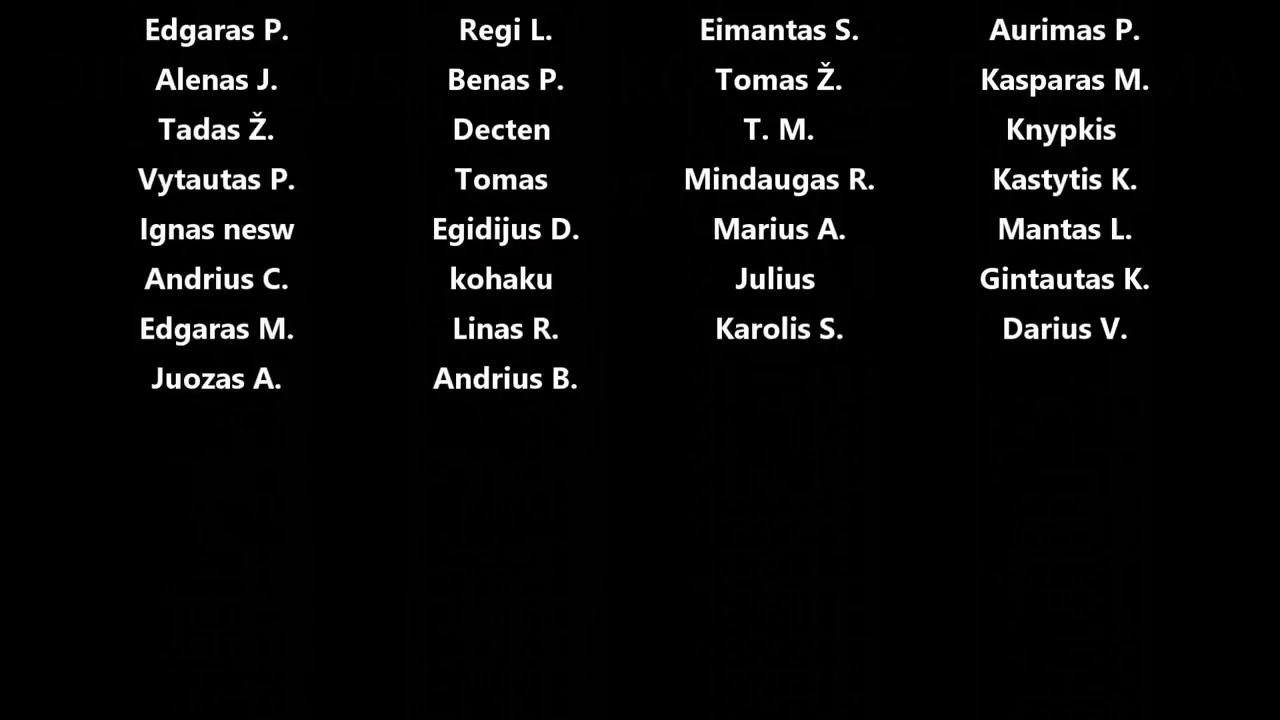 Edgaras P. Regi L. Eimantas S. Aurimas P.
Alenas J. Benas P. Tomas Ž. Kasparas M.
Tadas Ž. Decten T. M. Knypkis
Vytautas P. Tomas Mindaugas R. Kastytis K.
Ignas nesw Egidijus D. Marius A. Mantas L.
Andrius C. kohaku Julius Gintautas K.
Edgaras M. Linas R. Karolis S. Darius V.
Juozas A. Andrius B.